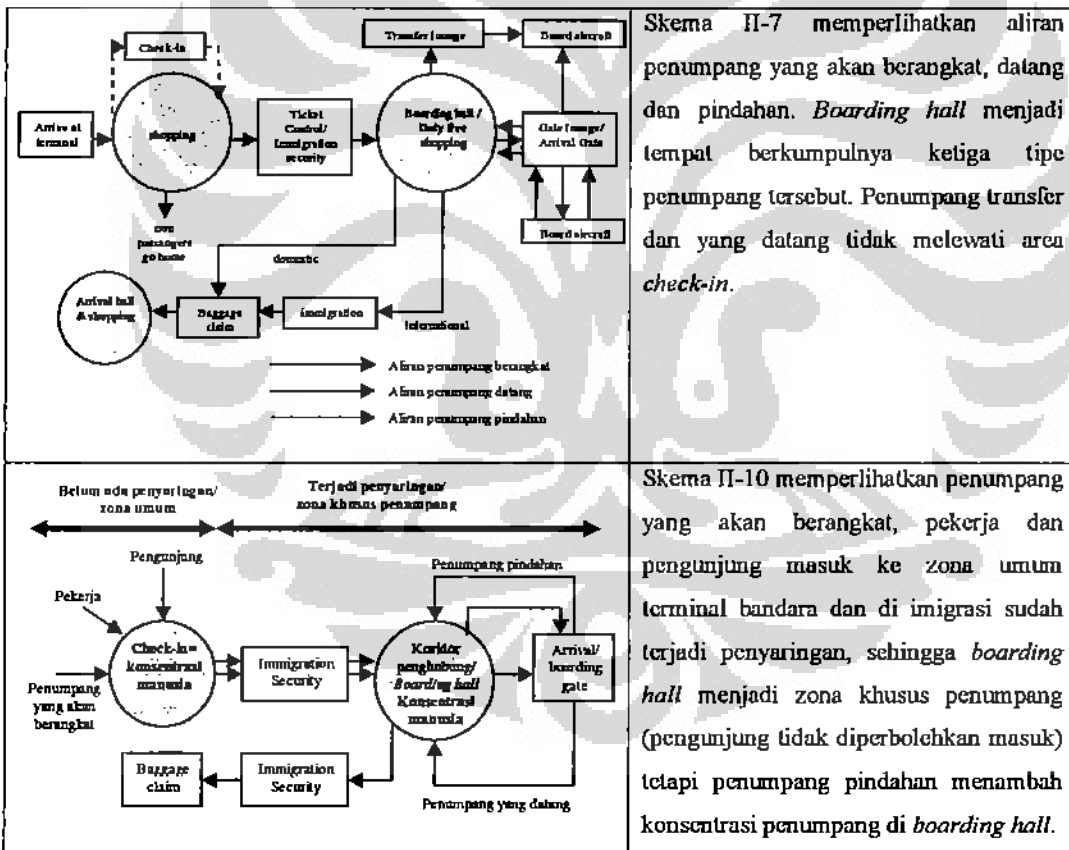 Check-in
Transfer lounge
Board aircraft
Arrive at
terminal
shopping
Ticket
Control/
Immigration
security
Boarding hall /
Duty free
shopping
Gate lounge/
Arrival Gate
non
passangers
go home
Board aircraft
domestic
Arrival hall
& shopping
Baggage
claim
immigration
International
Aliran penumpang berangkat
Aliran penumpang datang
Aliran penumpang pindahan
Skema II-7 memperlihatkan aliran
penumpang yang akan berangkat, datang
dan pindahan. Boarding hall menjadi
tempat berkumpulnya ketiga tipe
penumpang tersebut. Penumpang transfer
dan yang datang tidak melewati area
check-in.
Belum ada penyaringan/
zona umum
Terjadi penyaringan/
zona khusus penumpang
Pengunjung
Pekerja
Penumpang pindahan
Check-in=
konsentrasi
manusia
Immigration
Security
Koridor
penghubung/
Boarding hall
Konsentrasi
manusia
Arrival/
boarding
gate
Penumpang
yang akan
berangkat
Baggage
claim
Immigration
Security
Penumpang yang datang
Skema II-10 memperlihatkan penumpang
yang akan berangkat, pekerja dan
pengunjung masuk ke zona umum
terminal bandara dan di imigrasi sudah
terjadi penyaringan, sehingga boarding
hall menjadi zona khusus penumpang
(pengunjung tidak diperbolehkan masuk)
tetapi penumpang pindahan menambah
konsentrasi penumpang di boarding hall.